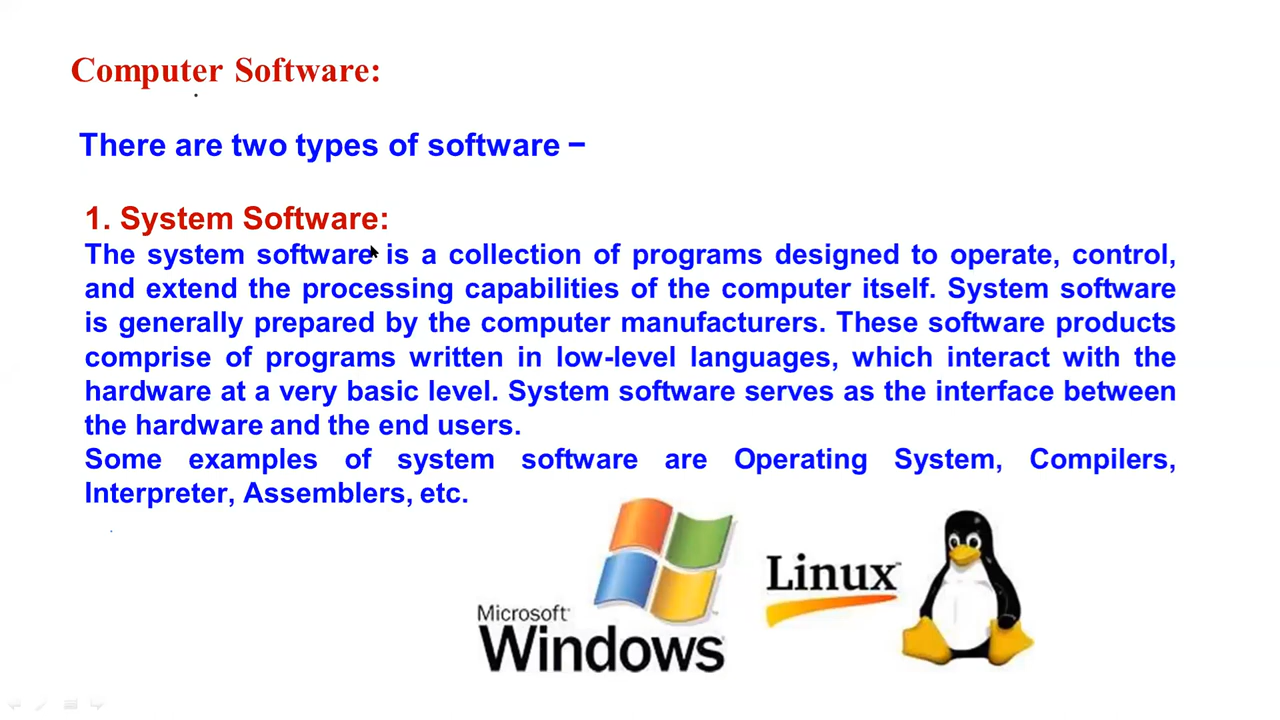 Computer Software:
There are two types of software –
1. System Software:
The system software is a collection of programs designed to operate, control,
and extend the processing capabilities of the computer itself. System software
is generally prepared by the computer manufacturers. These software products
comprise of programs written in low-level languages, which interact with the
hardware at a very basic level. System software serves as the interface between
the hardware and the end users.
Some examples of system software are Operating System, Compilers,
Interpreter, Assemblers, etc.
Microsoft®
Windows®
Linux™